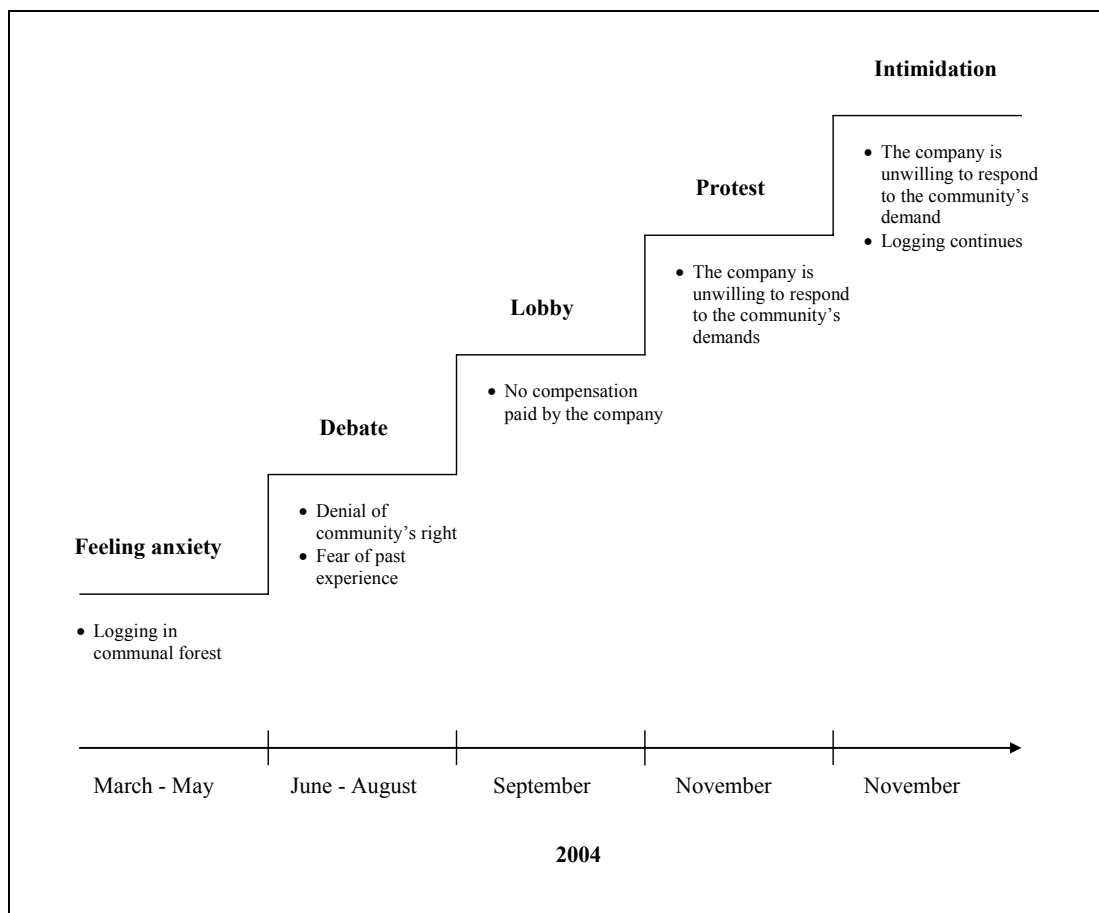 Intimidation
• The company is
unwilling to respond
to the community's
demand
• Logging continues
Protest
• The company is
unwilling to respond
to the community's
demands
Lobby
• No compensation
paid by the company
Debate
• Denial of
community's right
• Fear of past
experience
Feeling anxiety
• Logging in
communal forest
March - May
June - August
September
November
November
2004